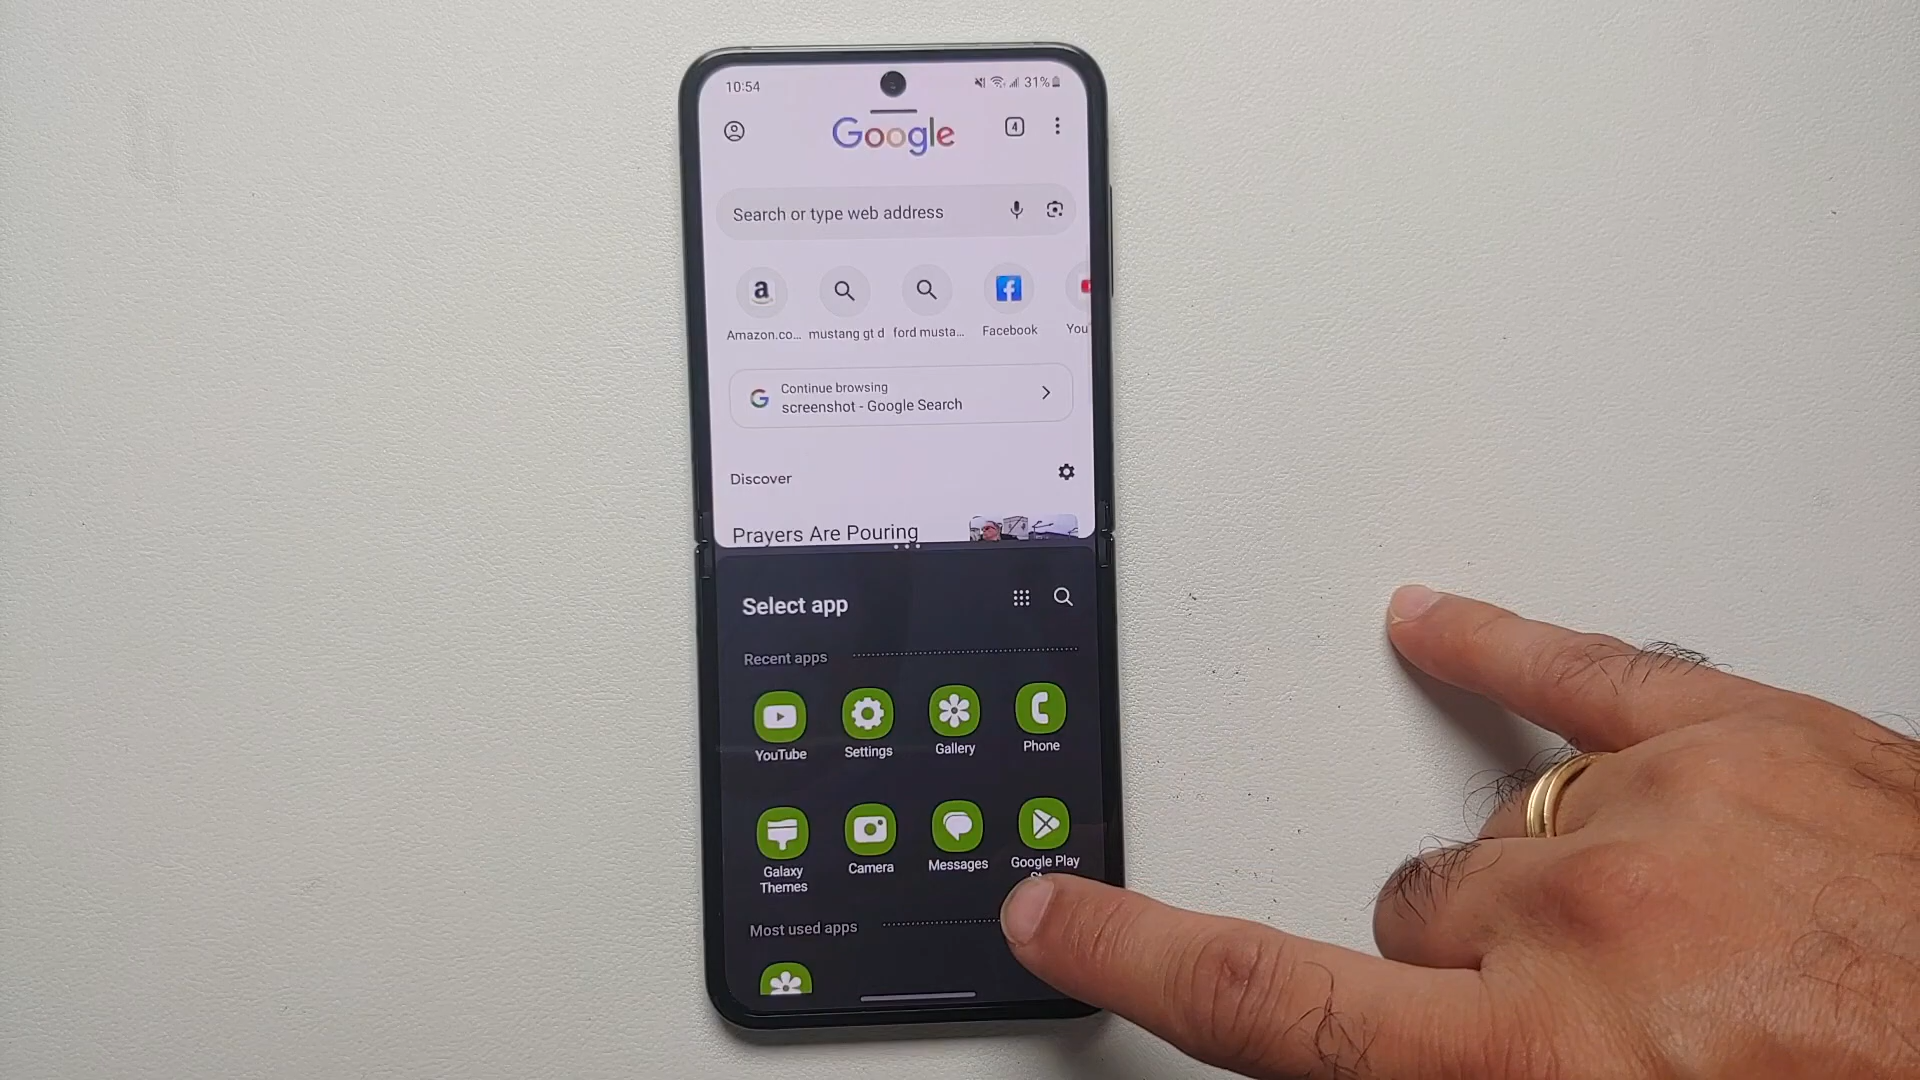 10:54
31%
Google
4
Search or type web address
a
Amazon.co...
mustang gt d
ford musta...
Facebook
You
Continue browsing
screenshot - Google Search
Discover
Prayers Are Pouring
Select app
Recent apps
YouTube
Settings
Gallery
Phone
Galaxy
Themes
Camera
Messages
Google Play
Most used apps